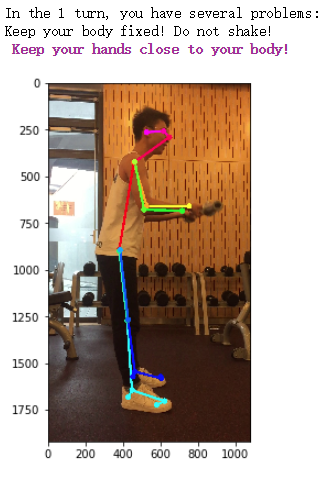 In the 1 turn, you have several problems:
Keep your body fixed! Do not shake!
Keep your hands close to your body!
0
250
500
750
1000
1250
1500
1750
0 200 400 600 800 1000